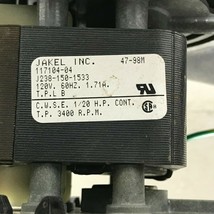 JAKEL INC. 47-98M
117104-04
J238-150-1533
120V. 60HZ. 1.71A.
T.P.L B
C.W.S.E. 1/20 H.P. CONT.
T.P. 3400 R.P.M.